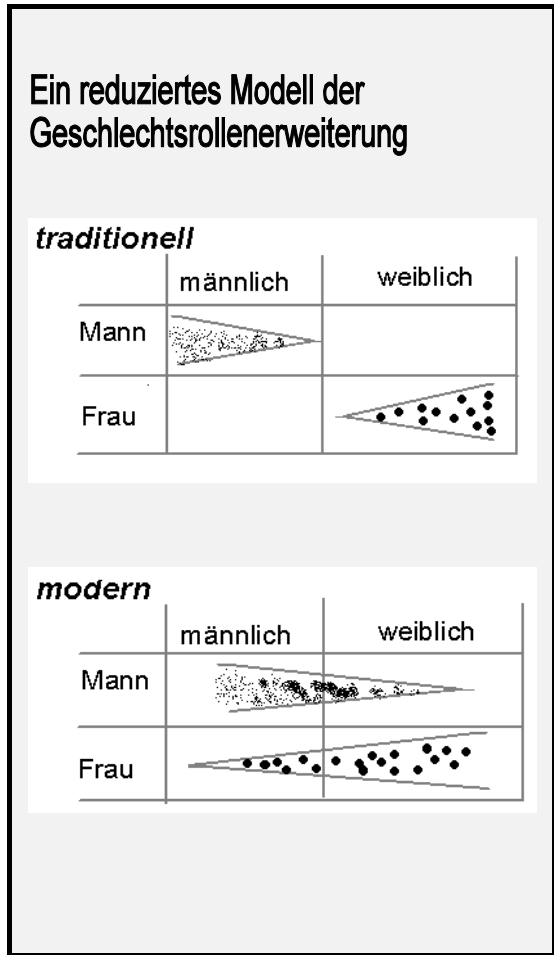 Ein reduziertes Modell der
Geschlechtsrollenerweiterung
traditionell
männlich weiblich
Mann
Frau
modern
männlich weiblich
Mann
Frau